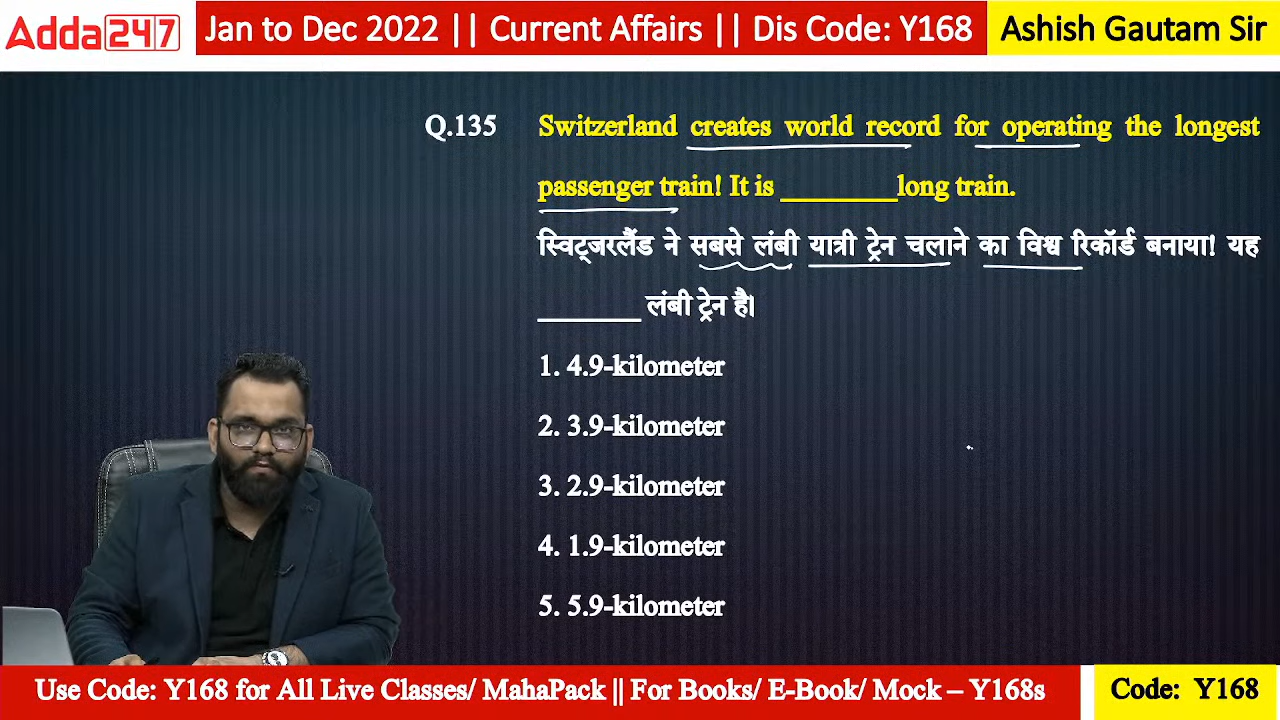 Adda247 Jan to Dec 2022 || Current Affairs || Dis Code: Y168 Ashish Gautam Sir
Q.135 Switzerland creates world record for operating the longest
passenger train! It is ________ long train.
स्विट्जरलैंड ने सबसे लंबी यात्री ट्रेन चलाने का विश्व रिकॉर्ड बनाया! यह
________ लंबी ट्रेन है।
1. 4.9-kilometer
2. 3.9-kilometer
3. 2.9-kilometer
4. 1.9-kilometer
5. 5.9-kilometer
Use Code: Y168 for All Live Classes/ MahaPack || For Books/ E-Book/ Mock – Y168s Code: Y168